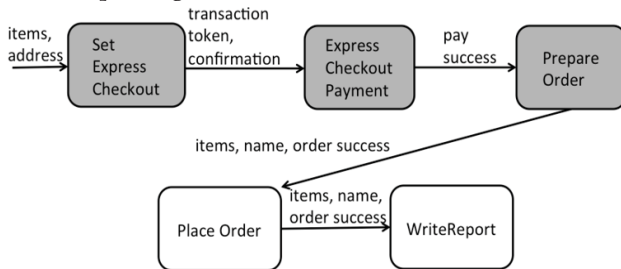 items,
address
Set
Express
Checkout
transaction
token,
confirmation
Express
Checkout
Payment
pay
success
Prepare
Order
items, name, order success
Place Order
items, name,
order success
WriteReport